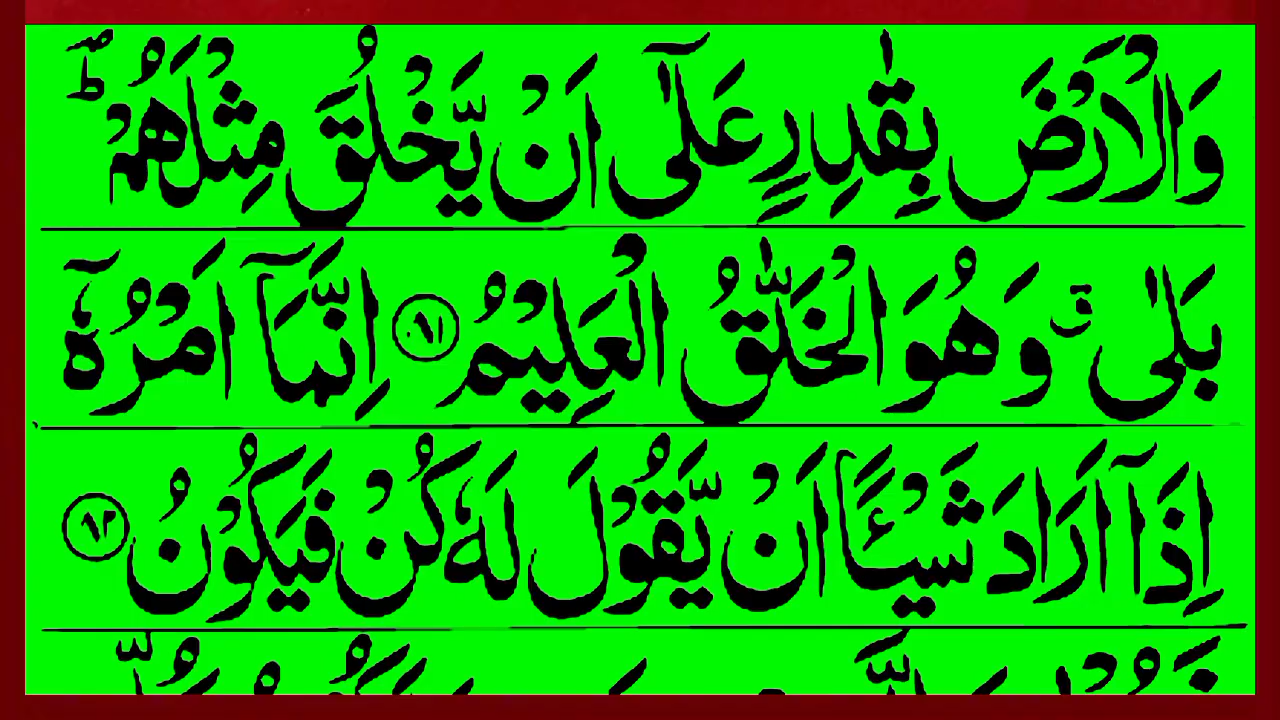 وَالْاَرْضَ بِقٰدِرٍ عَلٰۤى اَنْ يَّخْلُقَ مِثْلَهُمْ ؕؔ
بَلٰى ۗ وَهُوَ الْخَلّٰقُ الْعَلِيْمُ ﴿۸۱﴾ اِنَّمَاۤ اَمْرُهٗۤ
اِذَاۤ اَرَادَ شَيْـًٔا اَنْ يَّقُوْلَ لَهٗ كُنْ فَيَكُوْنُ ﴿۸۲﴾